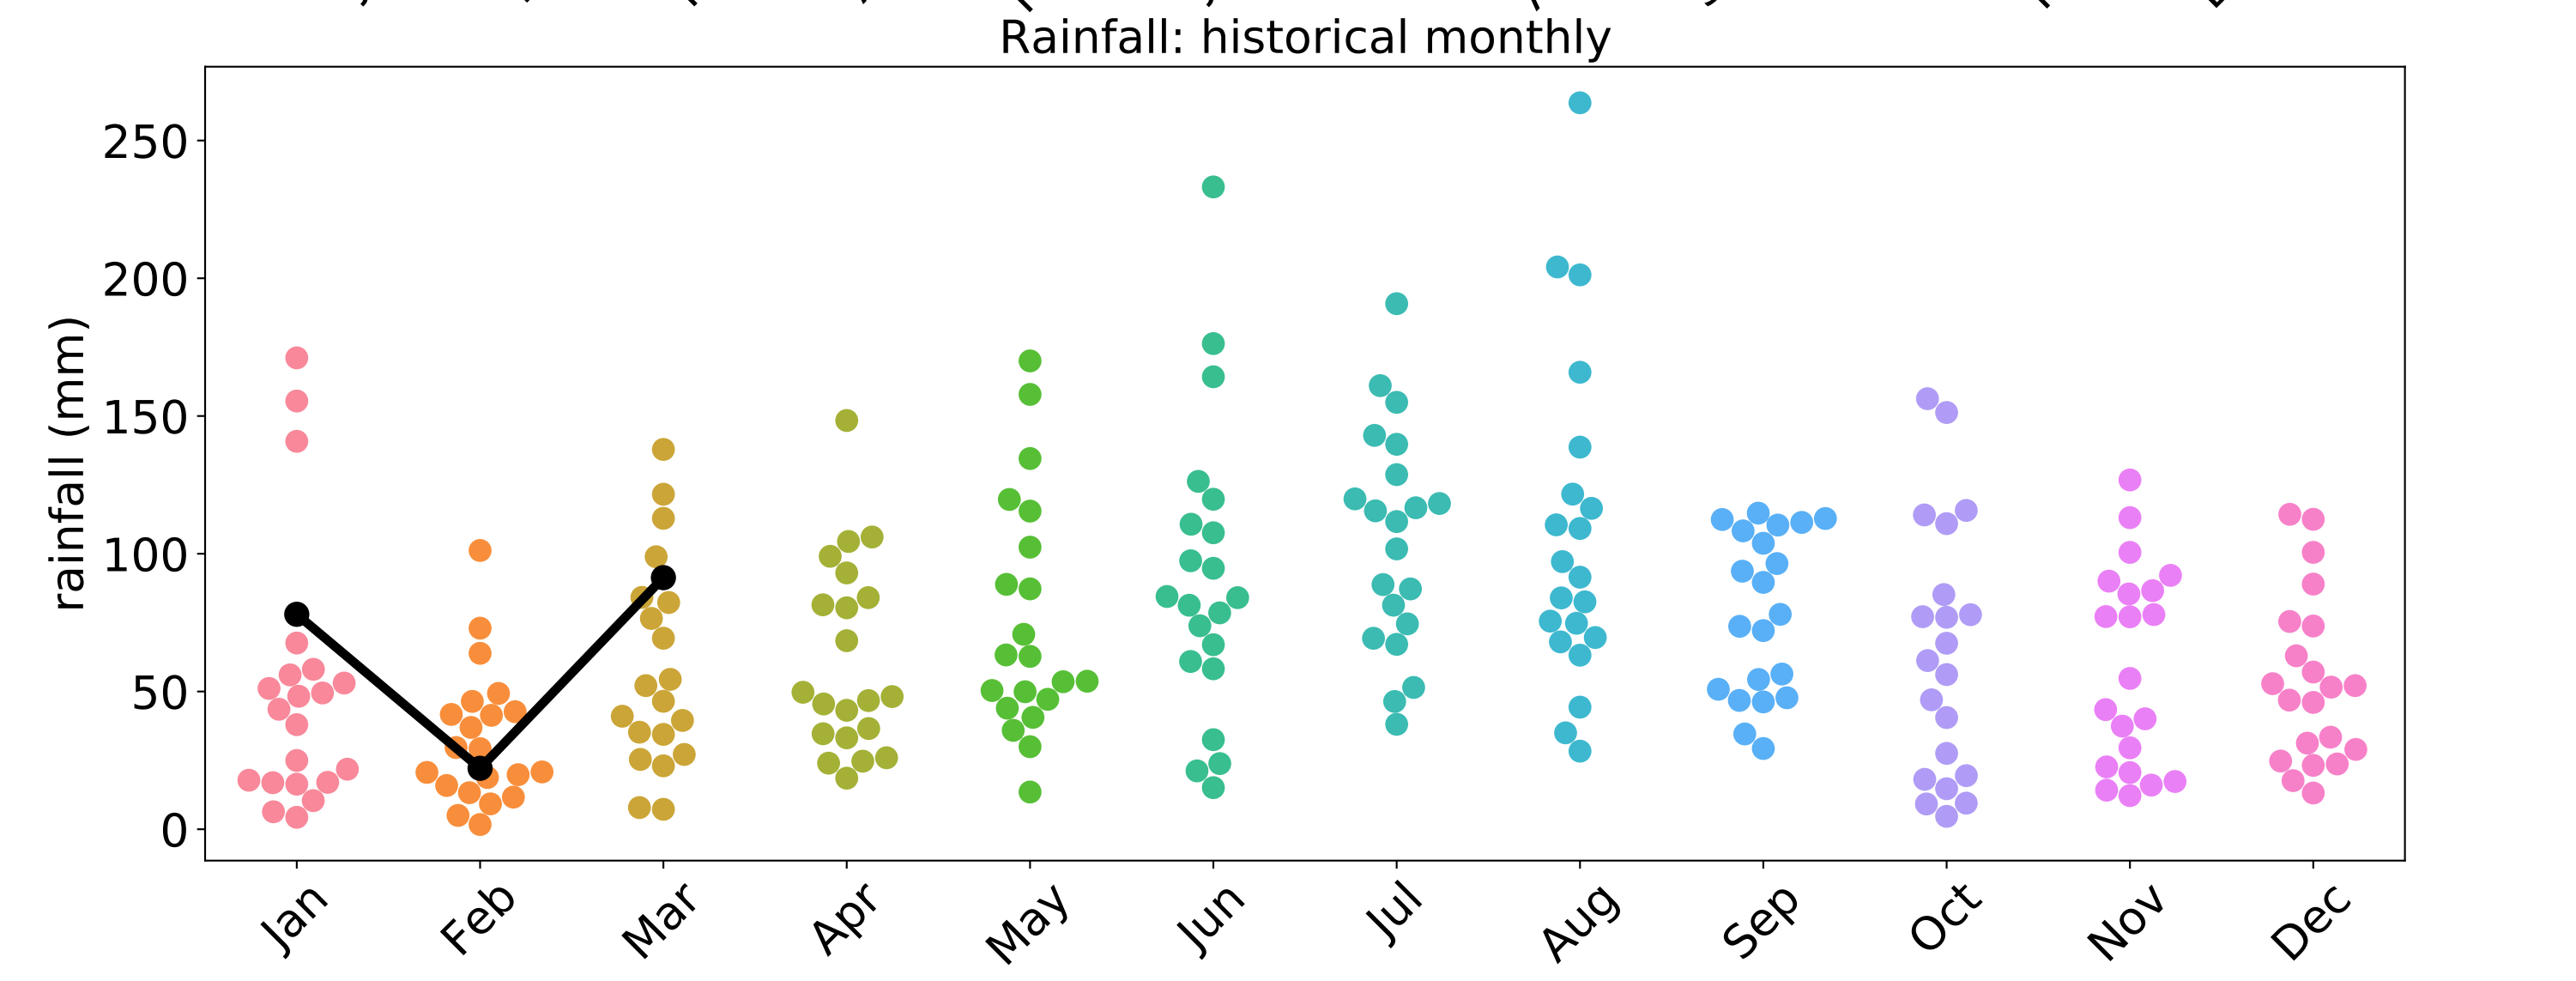 Rainfall: historical monthly
rainfall (mm)
250
200
150
100
50
0
Jan
Feb
Mar
Apr
May
Jun
Jul
Aug
Sep
Oct
Nov
Dec